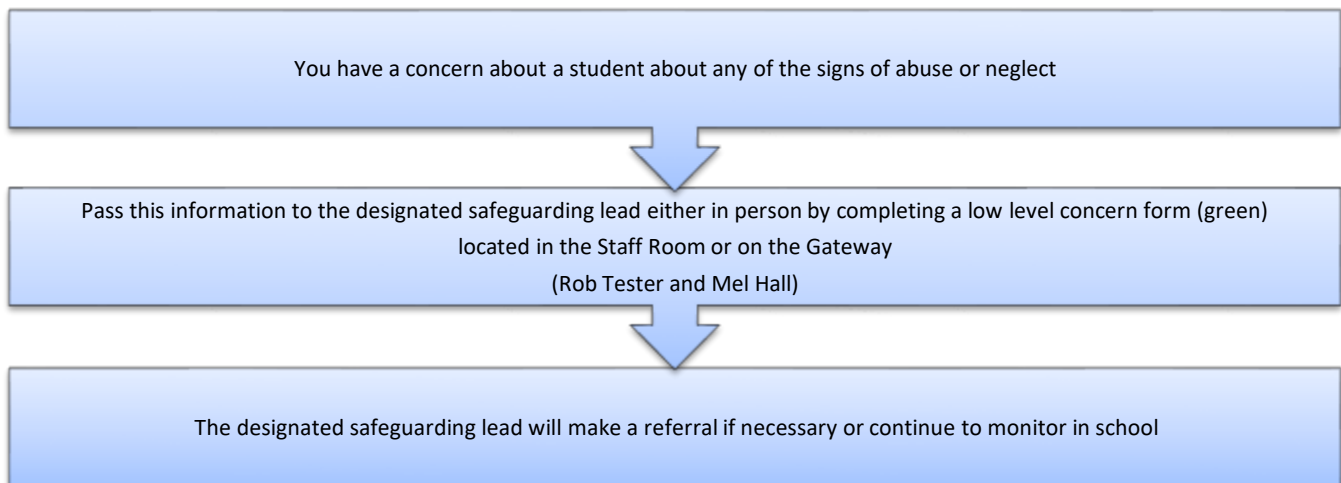 You have a concern about a student about any of the signs of abuse or neglect
Pass this information to the designated safeguarding lead either in person by completing a low level concern form (green)
located in the Staff Room or on the Gateway
(Rob Tester and Mel Hall)
The designated safeguarding lead will make a referral if necessary or continue to monitor in school